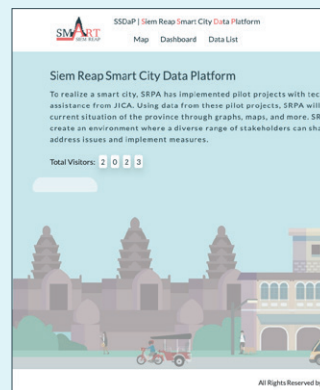 SMART
SIEM REAP
SSDaP | Siem Reap Smart City Data Platform
Map Dashboard Data List
Siem Reap Smart City Data Platform
To realize a smart city, SRPA has implemented pilot projects with tec
assistance from JICA. Using data from these pilot projects, SRPA will
current situation of the province through graphs, maps, and more. SR
create an environment where a diverse range of stakeholders can sha
address issues and implement measures.
Total Visitors: 2 0 2 3
All Rights Reserved by